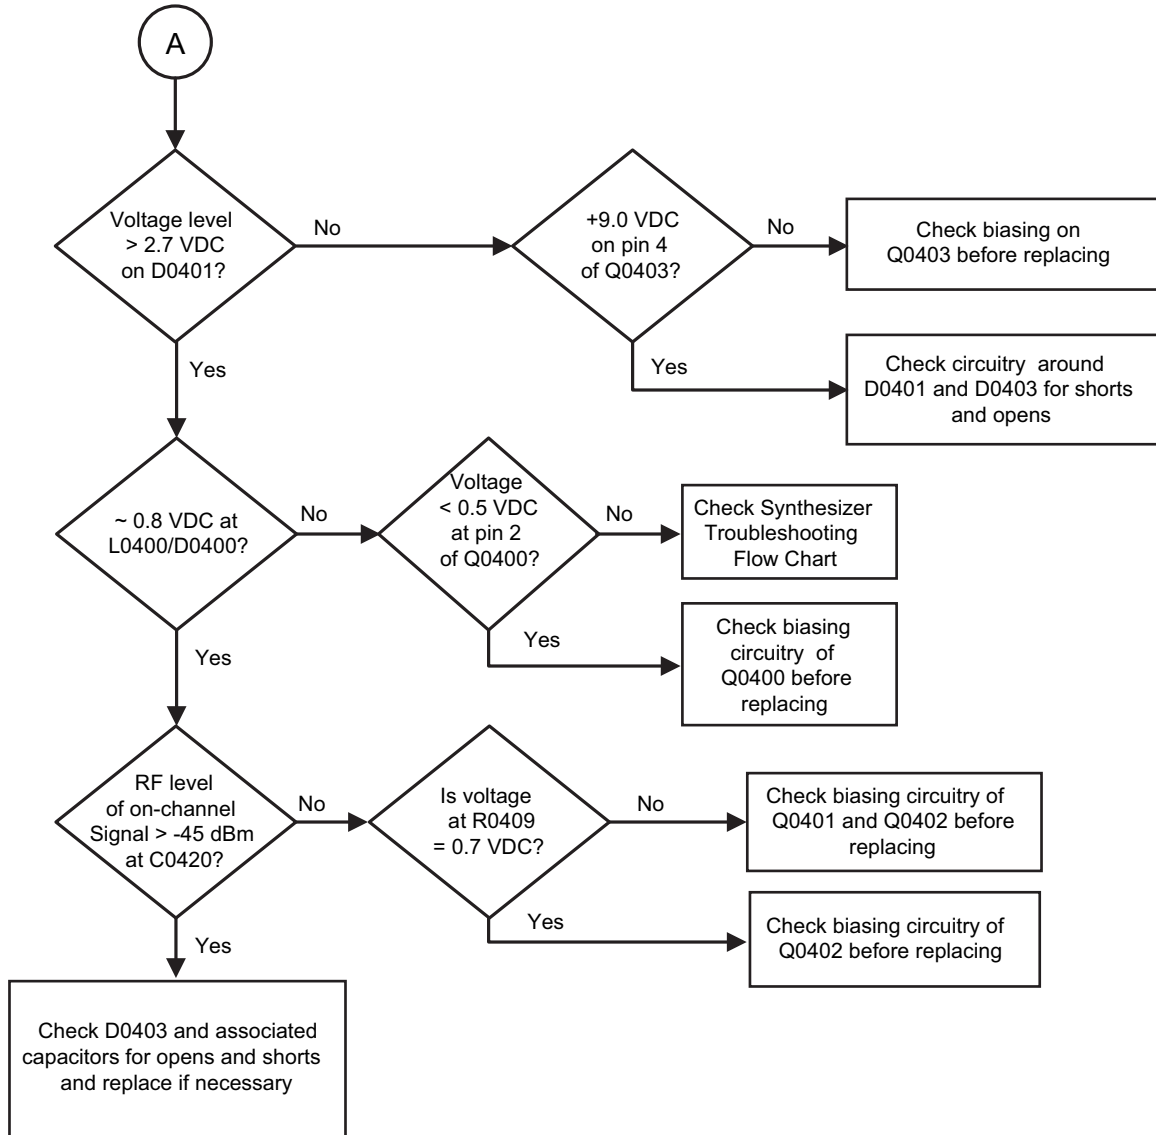 A
Voltage level
> 2.7 VDC
on D0401?
No
+9.0 VDC
on pin 4
of Q0403?
No
Check biasing on
Q0403 before replacing
Yes
Yes
Check circuitry around
D0401 and D0403 for shorts
and opens
~ 0.8 VDC at
L0400/D0400?
No
Voltage
< 0.5 VDC
at pin 2
of Q0400?
No
Check Synthesizer
Troubleshooting
Flow Chart
Yes
Yes
Check biasing
circuitry of
Q0400 before
replacing
RF level
of on-channel
Signal > -45 dBm
at C0420?
No
Is voltage
at R0409
= 0.7 VDC?
No
Check biasing circuitry of
Q0401 and Q0402 before
replacing
Yes
Yes
Check biasing circuitry of
Q0402 before replacing
Check D0403 and associated
capacitors for opens and shorts
and replace if necessary